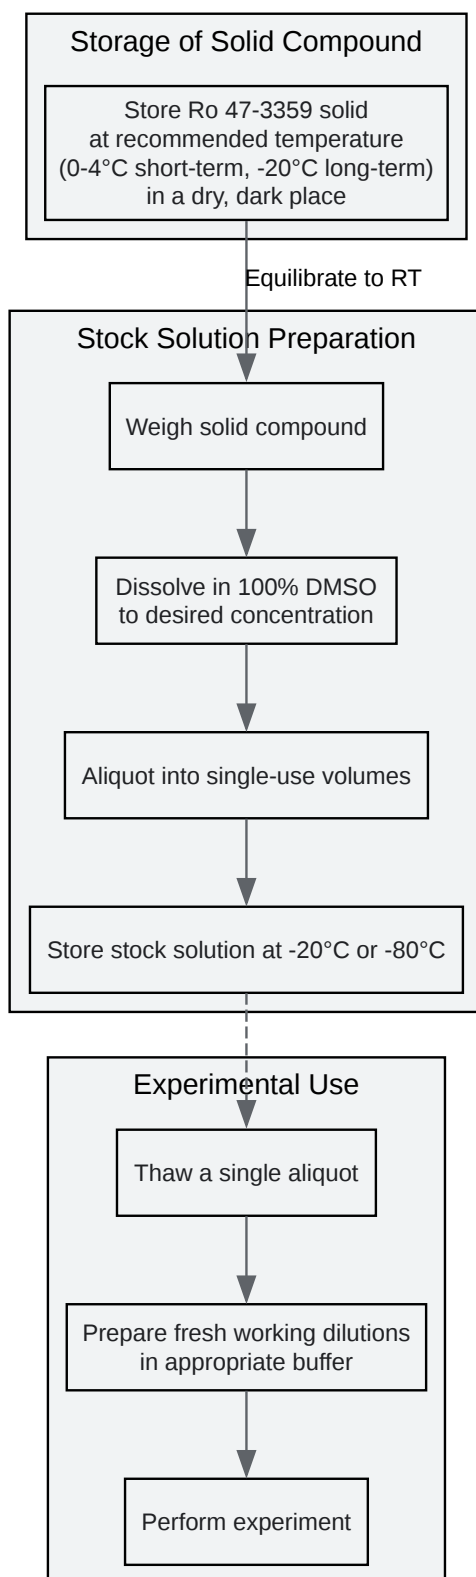 Storage of Solid Compound
Store Ro 47-3359 solid
at recommended temperature
(0-4°C short-term, -20°C long-term)
in a dry, dark place
Equilibrate to RT
Stock Solution Preparation
Weigh solid compound
Dissolve in 100% DMSO
to desired concentration
Aliquot into single-use volumes
Store stock solution at -20°C or -80°C
Experimental Use
Thaw a single aliquot
Prepare fresh working dilutions
in appropriate buffer
Perform experiment